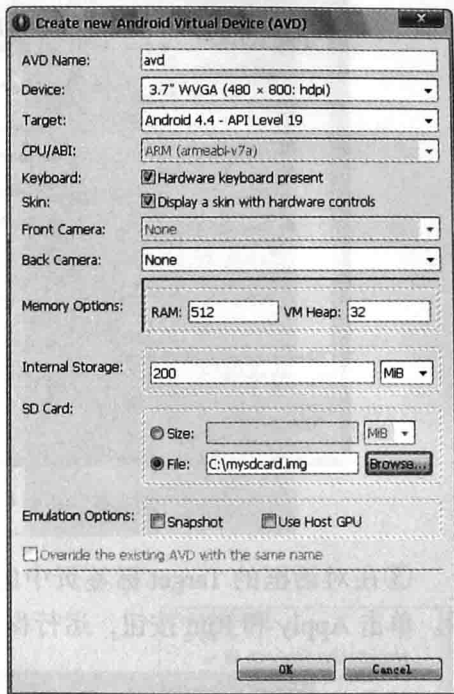 Create new Android Virtual Device (AVD)
AVD Name: avd
Device: 3.7" WVGA (480 × 800: hdpi)
Target: Android 4.4 - API Level 19
CPU/ABI: ARM (armeabi-v7a)
Keyboard: Hardware keyboard present
Skin: Display a skin with hardware controls
Front Camera: None
Back Camera: None
Memory Options: RAM: 512 VM Heap: 32
Internal Storage: 200 MiB
SD Card:
Size: MiB
File: C:\mysdcard.img Browse...
Emulation Options: Snapshot Use Host GPU
Override the existing AVD with the same name
OK Cancel